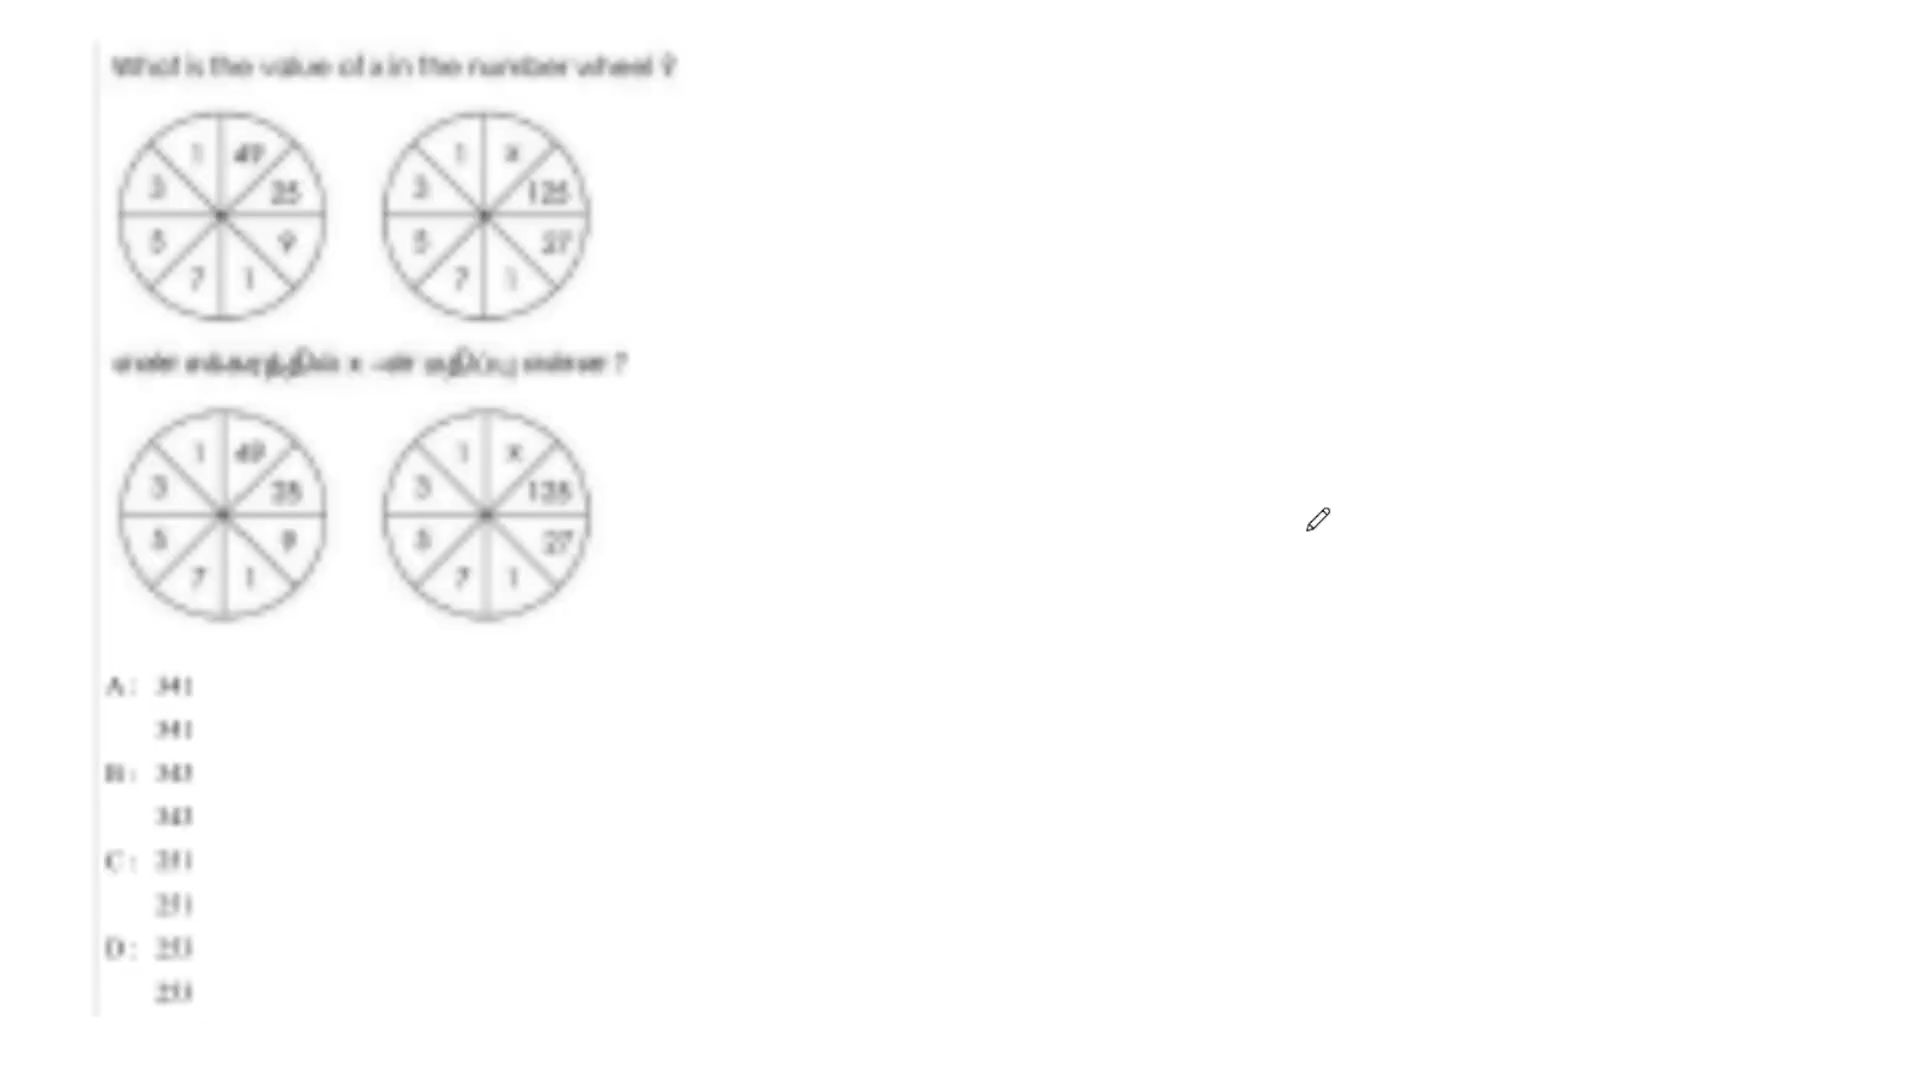 What is the value of x in the number wheel ?
1 49 1 x
3 25 3 125
5 9 5 27
7 1 7 1
x ?
1 49 1 x
3 25 3 125
5 9 5 27
7 1 7 1
A : 341
341
B : 343
343
C : 251
251
D : 253
253